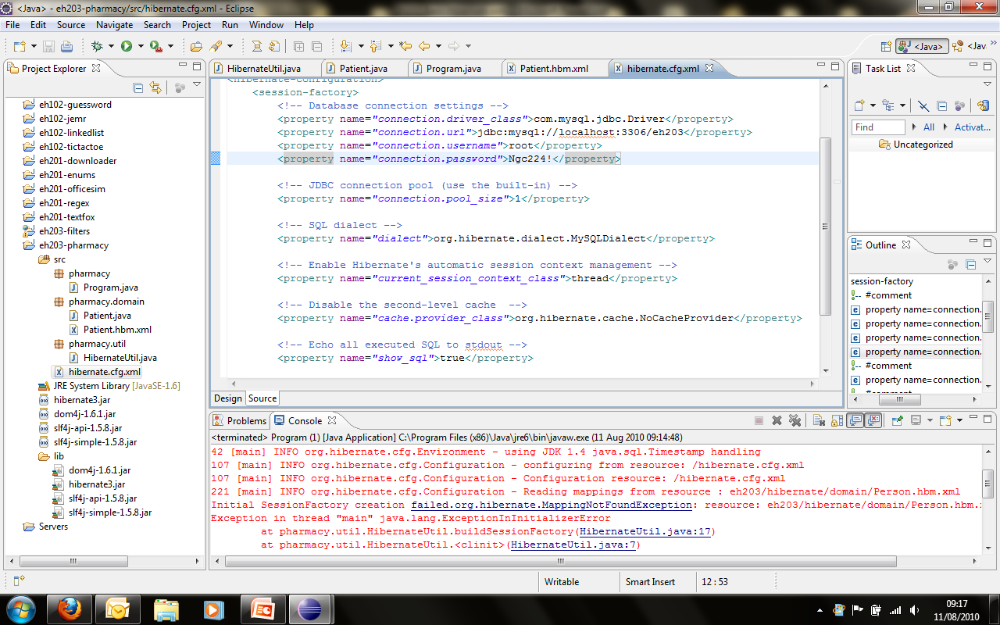 <Java> - eh203-pharmacy/src/hibernate.cfg.xml - Eclipse
File Edit Source Navigate Search Project Run Window Help
<Java> <Jav »
Project Explorer
eh102-guessword
eh102-jemr
eh102-linkedlist
eh102-tictactoe
eh201-downloader
eh201-enums
eh201-officesim
eh201-regex
eh201-textfox
eh203-filters
eh203-pharmacy
src
pharmacy
Program.java
pharmacy.domain
Patient.java
Patient.hbm.xml
pharmacy.util
HibernateUtil.java
hibernate.cfg.xml
JRE System Library [JavaSE-1.6]
hibernate3.jar
dom4j-1.6.1.jar
slf4j-api-1.5.8.jar
slf4j-simple-1.5.8.jar
lib
dom4j-1.6.1.jar
hibernate3.jar
slf4j-api-1.5.8.jar
slf4j-simple-1.5.8.jar
Servers
HibernateUtil.java Patient.java Program.java Patient.hbm.xml hibernate.cfg.xml
<hibernate-configuration>
<session-factory>
<!-- Database connection settings -->
<property name="connection.driver_class">com.mysql.jdbc.Driver</property>
<property name="connection.url">jdbc:mysql://localhost:3306/eh203</property>
<property name="connection.username">root</property>
<property name="connection.password">Ngc224!</property>
<!-- JDBC connection pool (use the built-in) -->
<property name="connection.pool_size">1</property>
<!-- SQL dialect -->
<property name="dialect">org.hibernate.dialect.MySQLDialect</property>
<!-- Enable Hibernate's automatic session context management -->
<property name="current_session_context_class">thread</property>
<!-- Disable the second-level cache  -->
<property name="cache.provider_class">org.hibernate.cache.NoCacheProvider</property>
<!-- Echo all executed SQL to stdout -->
<property name="show_sql">true</property>
Design Source
Task List
Find All Activat...
Uncategorized
Outline
session-factory
#comment
property name=connection.
property name=connection.
property name=connection.
property name=connection.
#comment
property name=connection.
#comment
Problems Console
<terminated> Program (1) [Java Application] C:\Program Files (x86)\Java\jre6\bin\javaw.exe (11 Aug 2010 09:14:48)
42 [main] INFO org.hibernate.cfg.Environment - using JDK 1.4 java.sql.Timestamp handling
107 [main] INFO org.hibernate.cfg.Configuration - configuring from resource: /hibernate.cfg.xml
107 [main] INFO org.hibernate.cfg.Configuration - Configuration resource: /hibernate.cfg.xml
221 [main] INFO org.hibernate.cfg.Configuration - Reading mappings from resource : eh203/hibernate/domain/Person.hbm.xml
Initial SessionFactory creation failed.org.hibernate.MappingNotFoundException: resource: eh203/hibernate/domain/Person.hbm.
Exception in thread "main" java.lang.ExceptionInInitializerError
at pharmacy.util.HibernateUtil.buildSessionFactory(HibernateUtil.java:17)
at pharmacy.util.HibernateUtil.<clinit>(HibernateUtil.java:7)
Writable Smart Insert 12 : 53
09:17
11/08/2010